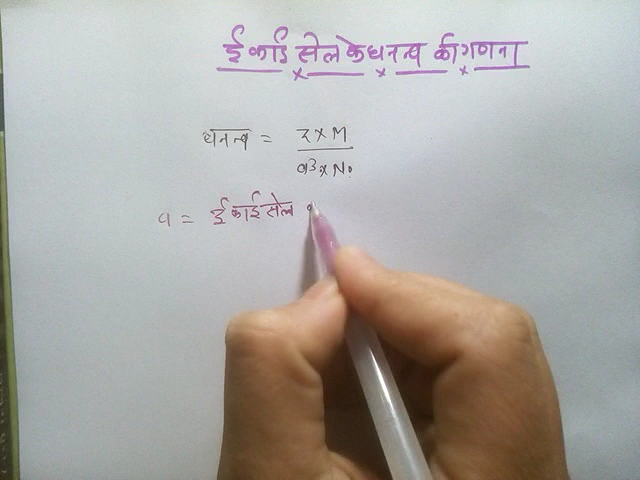 ईकाई सेल के घनत्व की गणना
घनत्व = Z × M
a³ × N₀
a = ईकाई सेल